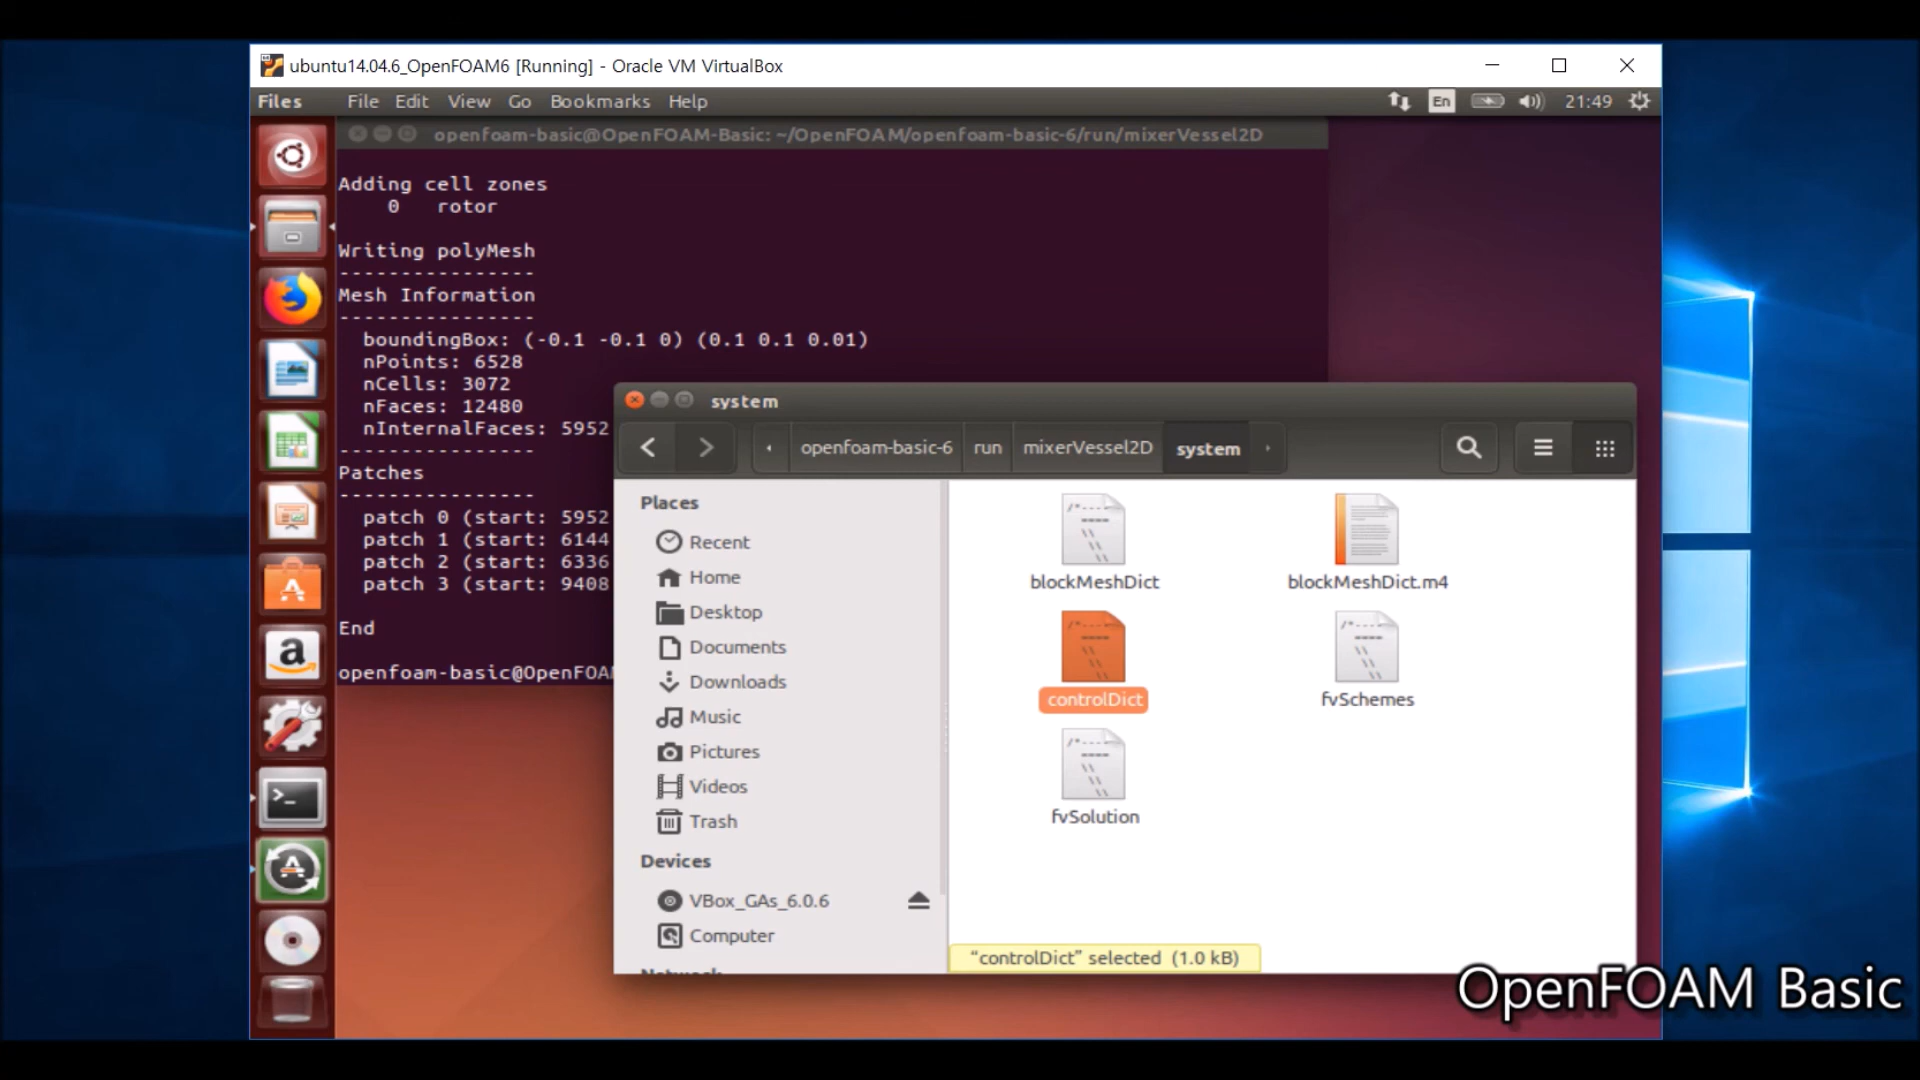 ubuntu14.04.6_OpenFOAM6 [Running] - Oracle VM VirtualBox
Files File Edit View Go Bookmarks Help En 21:49
openfoam-basic@OpenFOAM-Basic: ~/OpenFOAM/openfoam-basic-6/run/mixerVessel2D
Adding cell zones
0 rotor
Writing polyMesh
----------------
Mesh Information
----------------
boundingBox: (-0.1 -0.1 0) (0.1 0.1 0.01)
nPoints: 6528
nCells: 3072
nFaces: 12480
nInternalFaces: 5952
----------------
Patches
----------------
patch 0 (start: 5952
patch 1 (start: 6144
patch 2 (start: 6336
patch 3 (start: 9408
End
openfoam-basic@OpenFOA
system
openfoam-basic-6 run mixerVessel2D system
Places
Recent
Home
Desktop
Documents
Downloads
Music
Pictures
Videos
Trash
Devices
VBox_GAs_6.0.6
Computer
blockMeshDict
blockMeshDict.m4
controlDict
fvSchemes
fvSolution
“controlDict” selected (1.0 kB)
OpenFOAM Basic